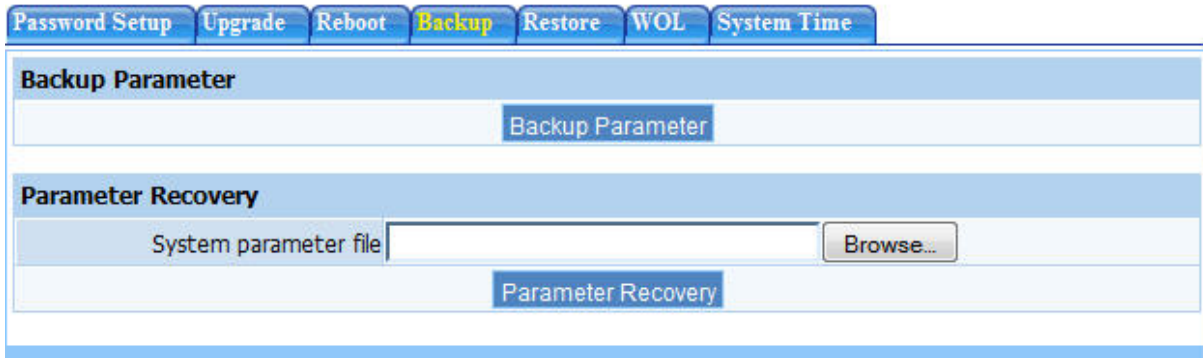 Password Setup Upgrade Reboot Backup Restore WOL System Time
Backup Parameter
Backup Parameter
Parameter Recovery
System parameter file Browse...
Parameter Recovery